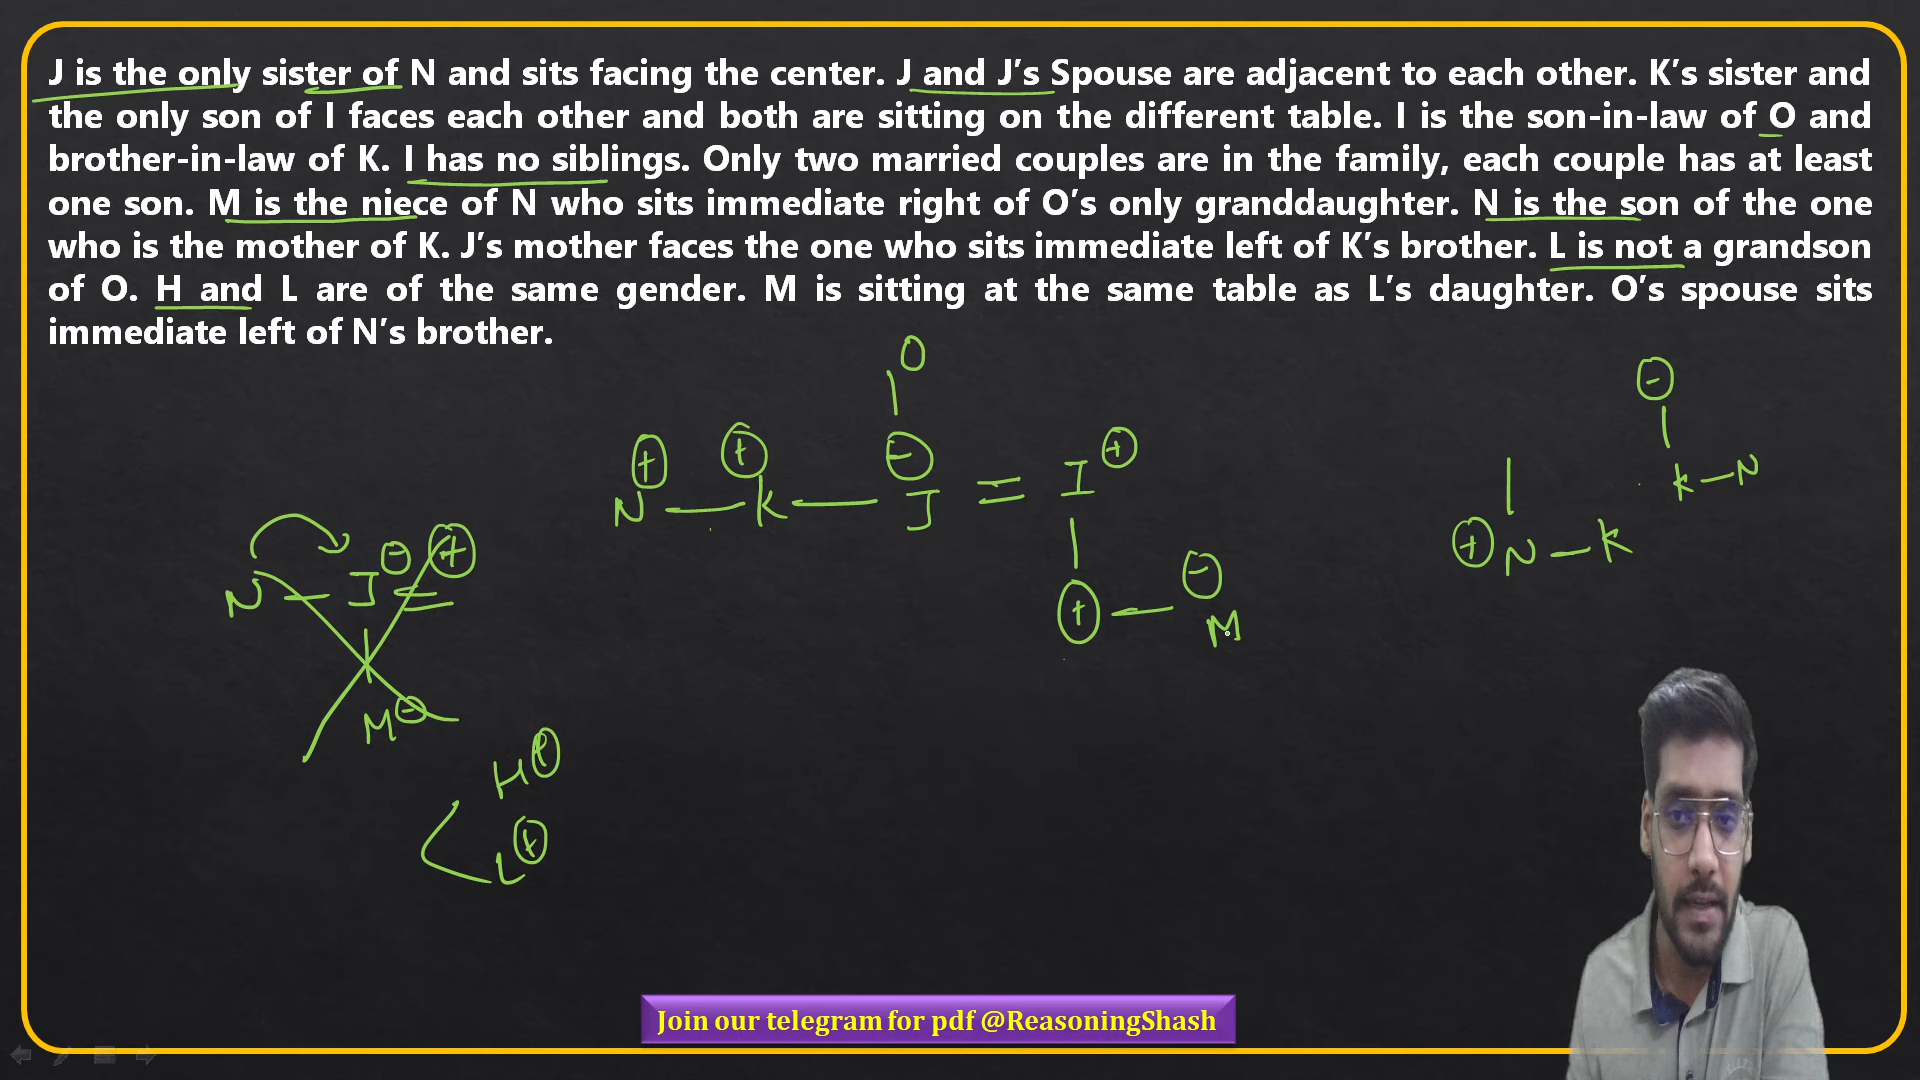 J is the only sister of N and sits facing the center. J and J’s Spouse are adjacent to each other. K’s sister and
the only son of I faces each other and both are sitting on the different table. I is the son-in-law of O and
brother-in-law of K. I has no siblings. Only two married couples are in the family, each couple has at least
one son. M is the niece of N who sits immediate right of O’s only granddaughter. N is the son of the one
who is the mother of K. J’s mother faces the one who sits immediate left of K’s brother. L is not a grandson
of O. H and L are of the same gender. M is sitting at the same table as L’s daughter. O’s spouse sits
immediate left of N’s brother.
O
-
+ + - +
N — K — J = I
- +
N — J =
M -
+ — -
M
H +
L +
-
K — N
+ N — K
Join our telegram for pdf @ReasoningShash